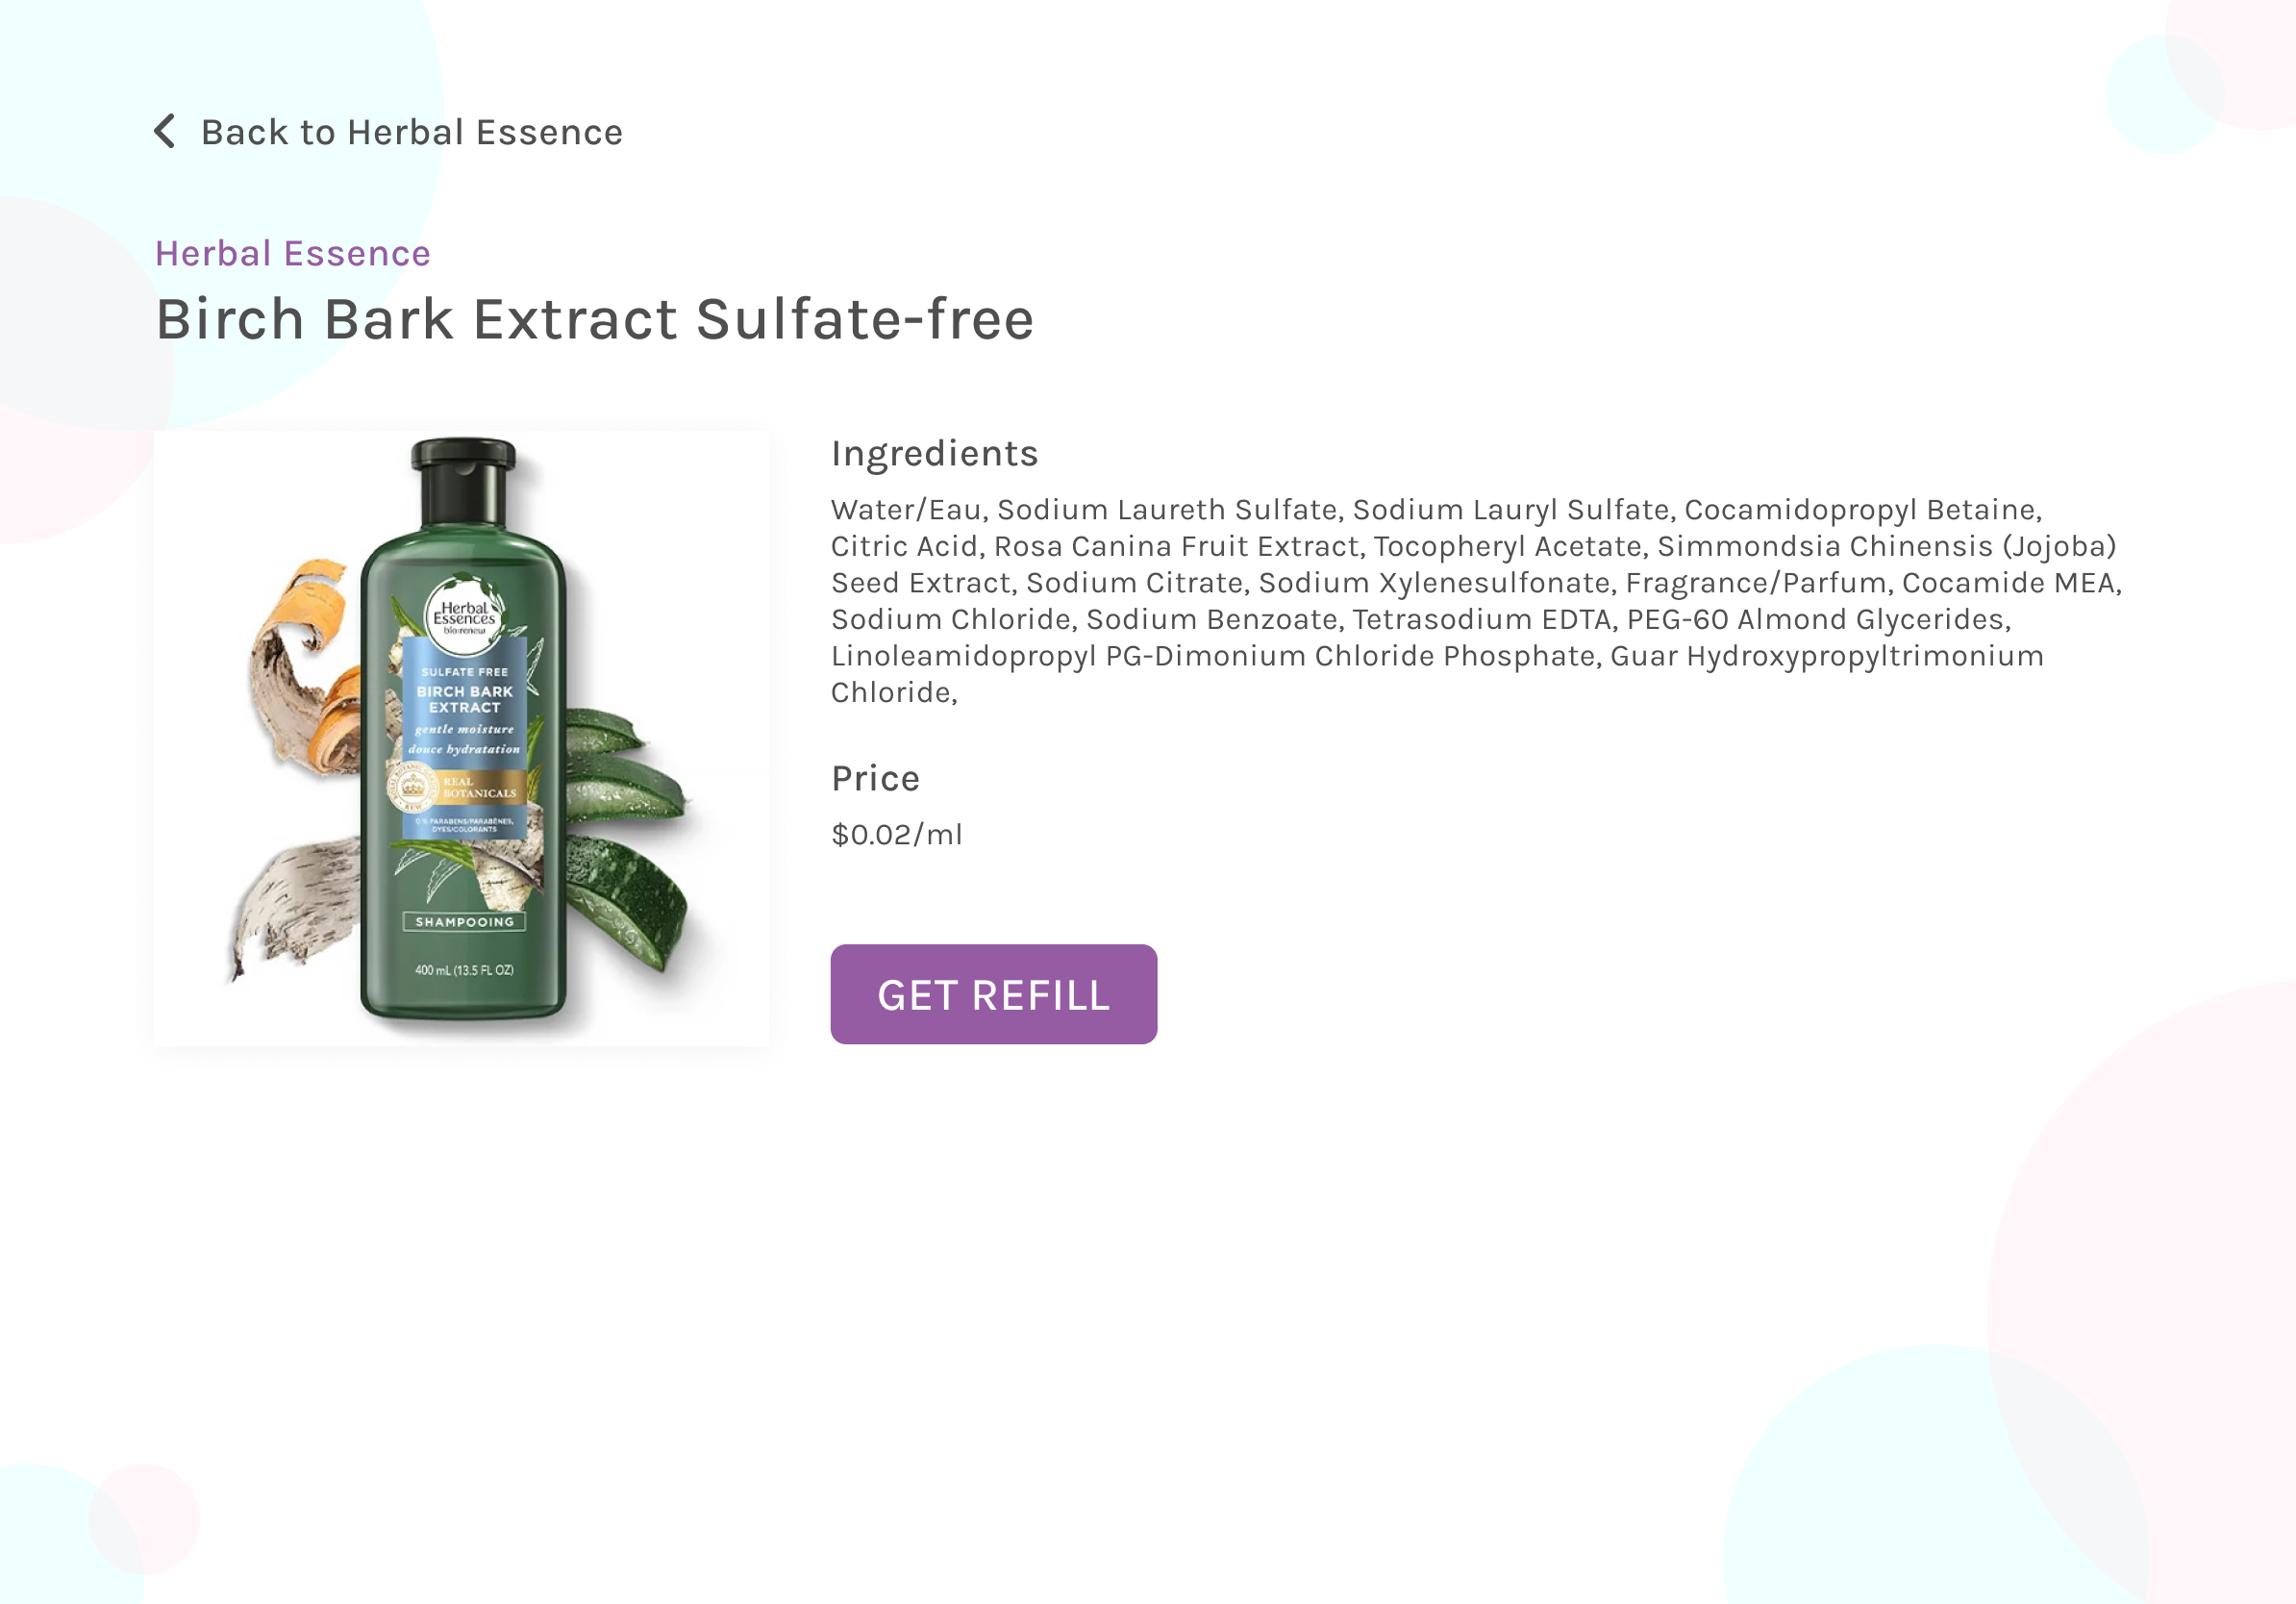 Back to Herbal Essence
Herbal Essence
Birch Bark Extract Sulfate-free
Herbal
Essences
bio:renew
SULFATE FREE
BIRCH BARK
EXTRACT
gentle moisture
douce hydratation
REAL
BOTANICALS
0% PARABENS/PARABÈNES,
DYES/COLORANTS
SHAMPOOING
400 mL (13.5 FL OZ)
Ingredients
Water/Eau, Sodium Laureth Sulfate, Sodium Lauryl Sulfate, Cocamidopropyl Betaine,
Citric Acid, Rosa Canina Fruit Extract, Tocopheryl Acetate, Simmondsia Chinensis (Jojoba)
Seed Extract, Sodium Citrate, Sodium Xylenesulfonate, Fragrance/Parfum, Cocamide MEA,
Sodium Chloride, Sodium Benzoate, Tetrasodium EDTA, PEG-60 Almond Glycerides,
Linoleamidopropyl PG-Dimonium Chloride Phosphate, Guar Hydroxypropyltrimonium
Chloride,
Price
$0.02/ml
GET REFILL